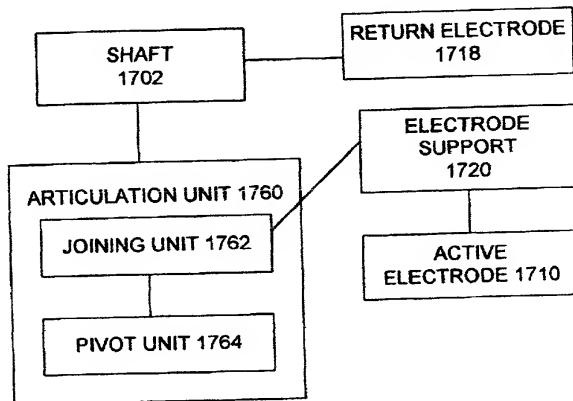 SHAFT
1702
RETURN ELECTRODE
1718
ELECTRODE
SUPPORT
1720
ARTICULATION UNIT 1760
JOINING UNIT 1762
ACTIVE
ELECTRODE 1710
PIVOT UNIT 1764